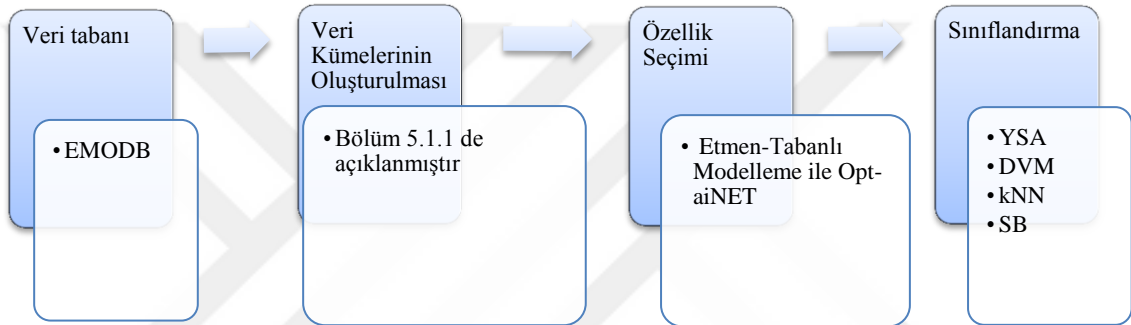 Veri tabanı
• EMODB
Veri
Kümelerinin
Oluşturulması
• Bölüm 5.1.1 de
açıklanmıştır
Özellik
Seçimi
• Etmen-Tabanlı
Modelleme ile Opt-
aiNET
Sınıflandırma
• YSA
• DVM
• kNN
• SB